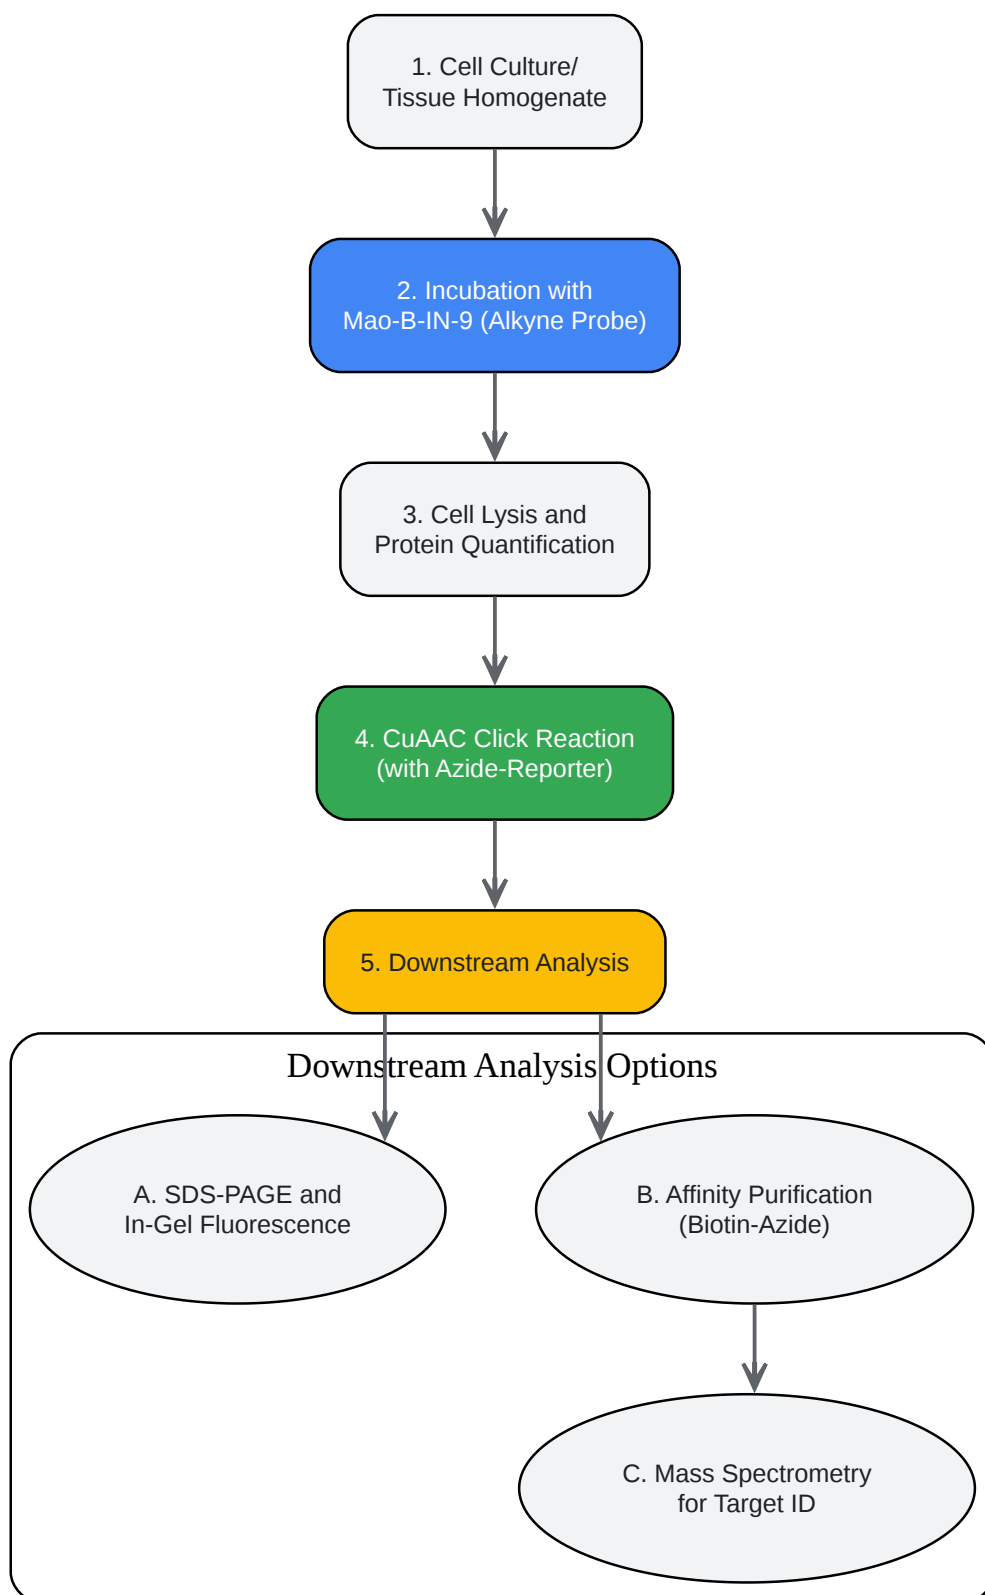 1. Cell Culture/
Tissue Homogenate
2. Incubation with
Mao-B-IN-9 (Alkyne Probe)
3. Cell Lysis and
Protein Quantification
4. CuAAC Click Reaction
(with Azide-Reporter)
5. Downstream Analysis
Downstream Analysis Options
A. SDS-PAGE and
In-Gel Fluorescence
B. Affinity Purification
(Biotin-Azide)
C. Mass Spectrometry
for Target ID